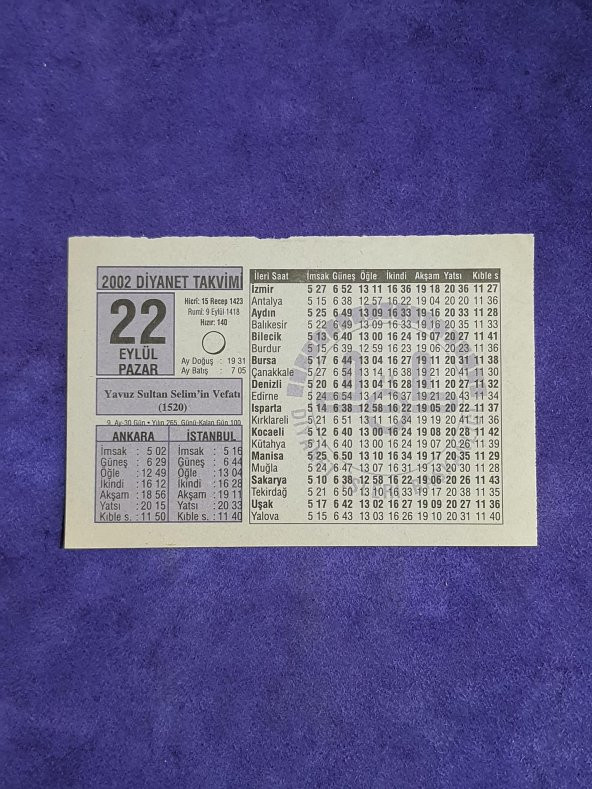 2002 DİYANET TAKVİMİ
22
EYLÜL
PAZAR
Hicrî: 15 Recep 1423
Rumî: 9 Eylül 1418
Hızır: 140
Ay Doğuş : 19 31
Ay Batış : 7 05
Yavuz Sultan Selim'in Vefatı
(1520)
9. Ay-30 Gün • Yılın 265. Günü-Kalan Gün 100
ANKARA
İmsak : 5 02
Güneş : 6 29
Öğle : 12 49
İkindi : 16 12
Akşam : 18 56
Yatsı : 20 15
Kıble s. : 11 50
İSTANBUL
İmsak : 5 16
Güneş : 6 44
Öğle : 13 04
İkindi : 16 28
Akşam : 19 11
Yatsı : 20 33
Kıble s. : 11 40
İleri Saat İmsak Güneş Öğle İkindi Akşam Yatsı Kıble s
İzmir 5 27 6 52 13 11 16 36 19 18 20 36 11 27
Antalya 5 15 6 38 12 57 16 22 19 04 20 20 11 36
Aydın 5 25 6 49 13 09 16 33 19 16 20 33 11 28
Balıkesir 5 22 6 49 13 09 16 33 19 16 20 35 11 31
Bilecik 5 13 6 40 13 00 16 24 19 07 20 27 11 41
Burdur 5 15 6 39 12 59 16 23 19 06 20 23 11 36
Bursa 5 17 6 44 13 04 16 27 19 11 20 31 11 38
Çanakkale 5 27 6 54 13 14 16 38 19 21 20 41 11 30
Denizli 5 20 6 44 13 04 16 28 19 11 20 27 11 32
Edirne 5 24 6 54 13 14 16 37 19 21 20 43 11 34
Isparta 5 14 6 38 12 58 16 22 19 05 20 22 11 37
Kırklareli 5 21 6 51 13 11 16 34 19 18 20 40 11 36
Kocaeli 5 12 6 40 13 00 16 24 19 08 20 28 11 42
Kütahya 5 14 6 40 13 00 16 24 19 07 20 25 11 39
Manisa 5 25 6 50 13 10 16 34 19 17 20 35 11 29
Muğla 5 24 6 47 13 06 16 31 19 13 20 30 11 28
Sakarya 5 10 6 38 12 58 16 22 19 06 20 26 11 43
Tekirdağ 5 21 6 50 13 10 16 33 19 17 20 38 11 35
Uşak 5 17 6 42 13 02 16 27 19 09 20 27 11 36
Yalova 5 15 6 43 13 03 16 26 19 10 20 31 11 40